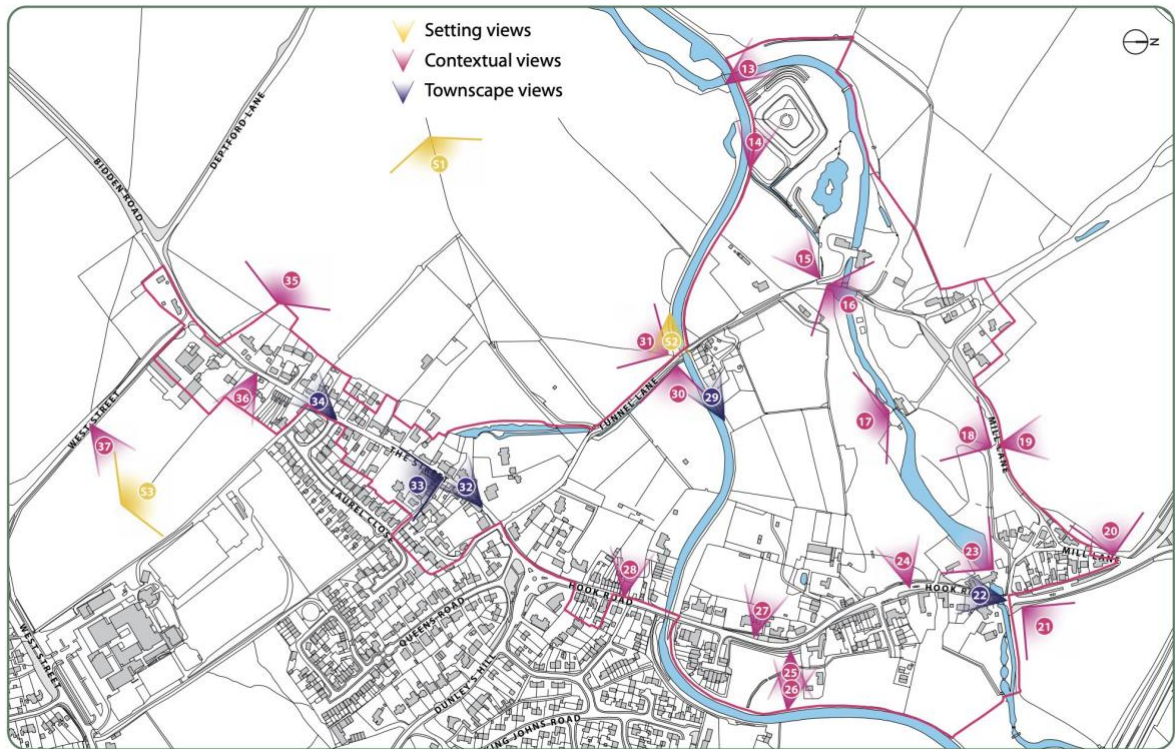 Setting views
Contextual views
Townscape views
N
13
14
DEPTFORD LANE
BIDDEN ROAD
S1
35
15
16
31
S2
30
29
TUNNEL LANE
36
34
37
WEST STREET
S3
THE
33
32
LAUREL CLOSE
17
18
MILL LANE
19
20
MILL LANE
23
24
28
HOOK ROAD
27
HOOK
22
21
25
26
WEST STREET
QUEENS ROAD
DUNLEY'S HILL
KING JOHNS ROAD